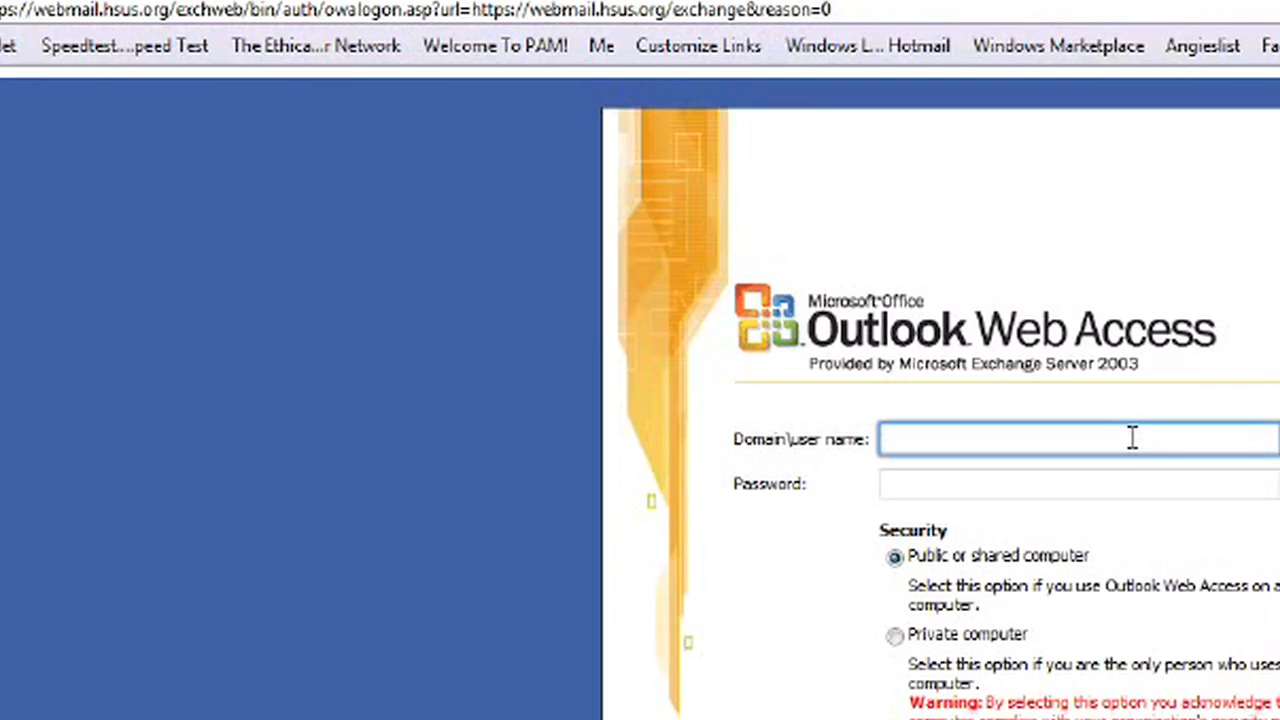 ps://webmail.hsus.org/exchweb/bin/auth/owalogon.asp?url=https://webmail.hsus.org/exchange&reason=0
let Speedtest....peed Test The Ethica...r Network Welcome To PAM! Me Customize Links Windows L... Hotmail Windows Marketplace Angieslist Fa
Microsoft Office
Outlook Web Access
Provided by Microsoft Exchange Server 2003
Domain\user name:
Password:
Security
Public or shared computer
Select this option if you use Outlook Web Access on a
computer.
Private computer
Select this option if you are the only person who uses
computer.
Warning: By selecting this option you acknowledge t